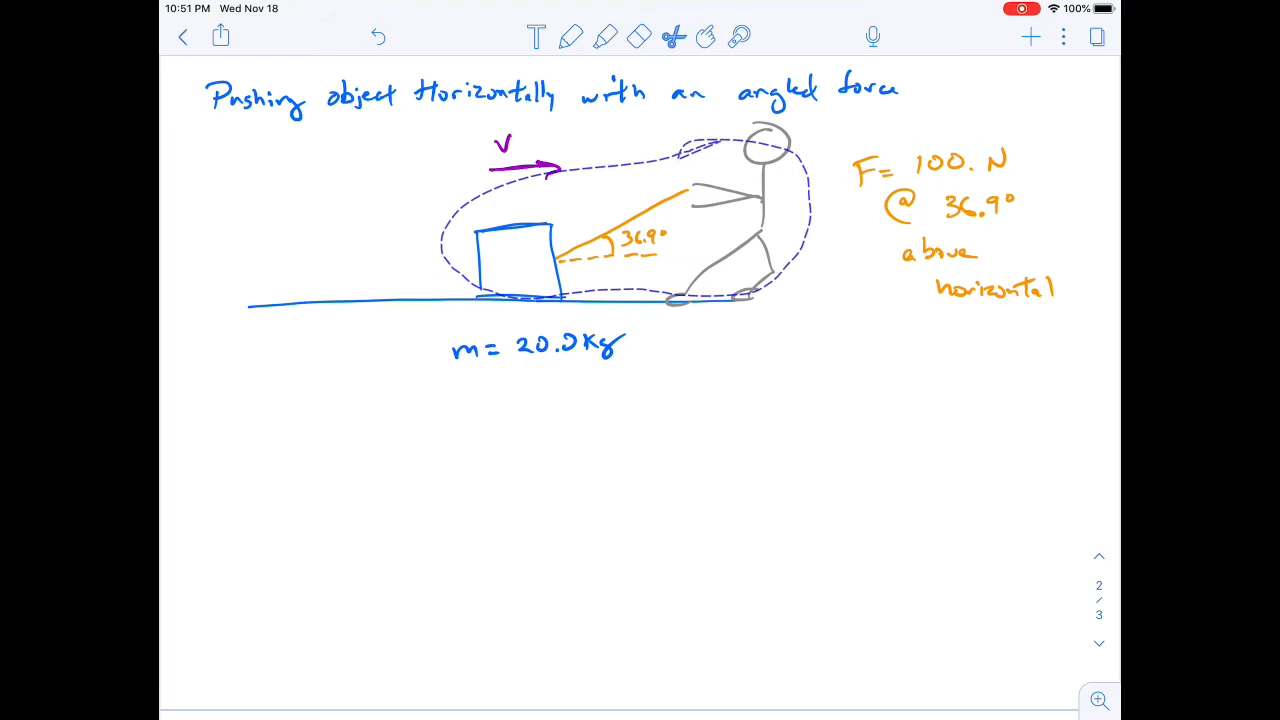 10:51 PM Wed Nov 18
100%
T
Pushing object Horizontally with an angled force
V
F = 100. N
@ 36.9°
above
horizontal
36.9°
m = 20.0 kg
2
/
3